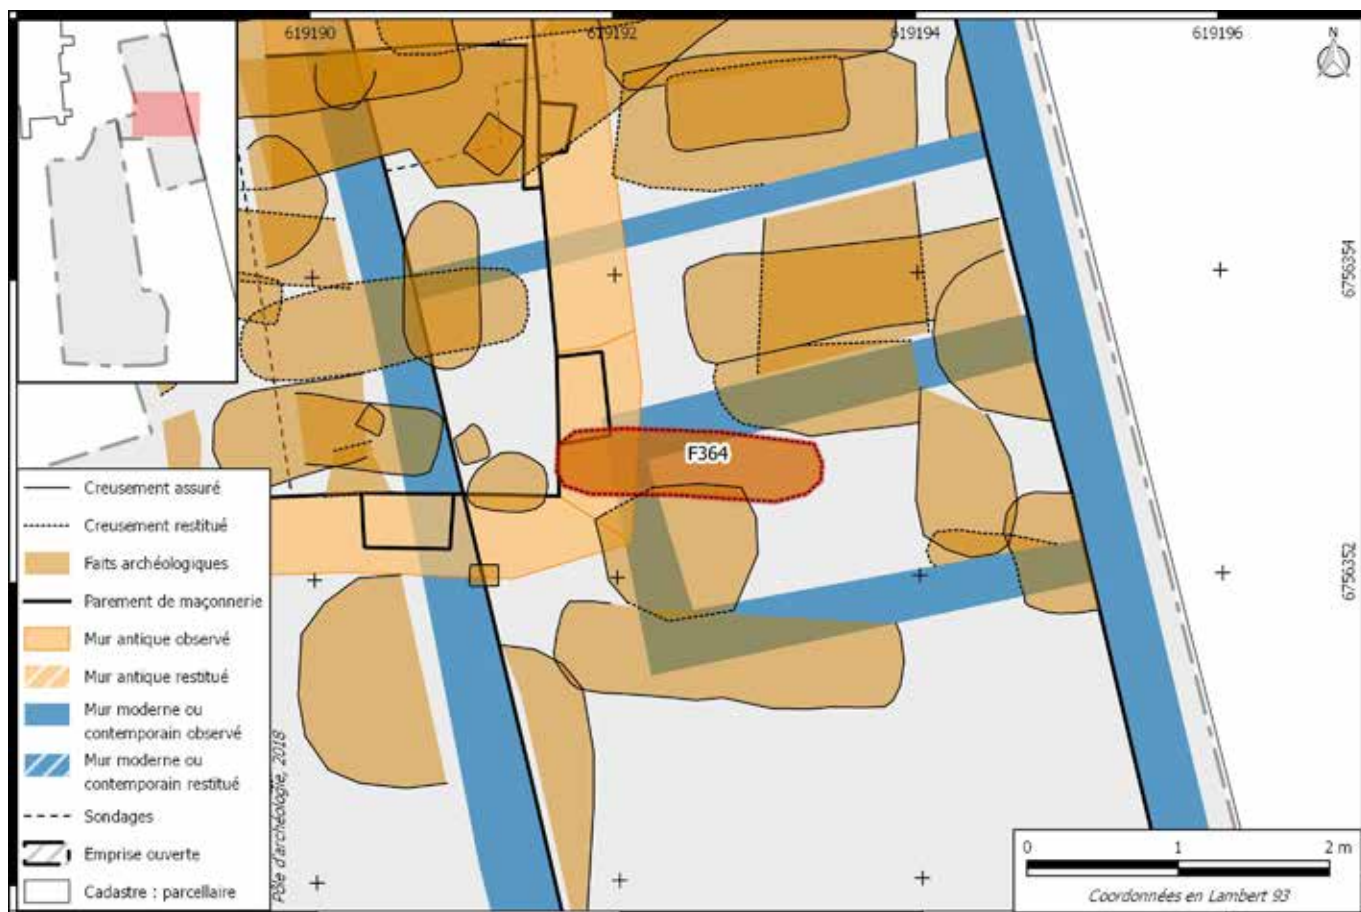 619190
619192
619194
619196
N
6756354
F364
6756352
Creusement assuré
Creusement restitué
Faits archéologiques
Parement de maçonnerie
Mur antique observé
Mur antique restitué
Mur moderne ou
contemporain observé
Mur moderne ou
contemporain restitué
Sondages
Emprise ouverte
Cadastre : parcellaire
Pôle d'archéologie, 2018
0 1 2 m
Coordonnées en Lambert 93